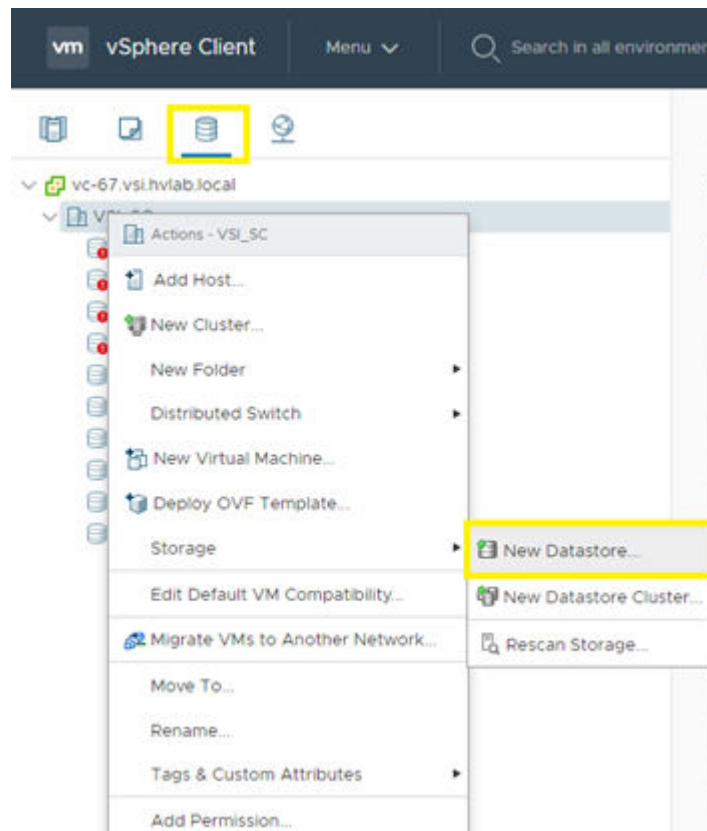 vm vSphere Client Menu Search in all environmer
vc-67.vsi.hvlab.local
Actions - VSI_SC
Add Host...
New Cluster...
New Folder
Distributed Switch
New Virtual Machine...
Deploy OVF Template...
Storage
New Datastore...
Edit Default VM Compatibility...
New Datastore Cluster...
Migrate VMs to Another Network...
Rescan Storage...
Move To...
Rename...
Tags & Custom Attributes
Add Permission...